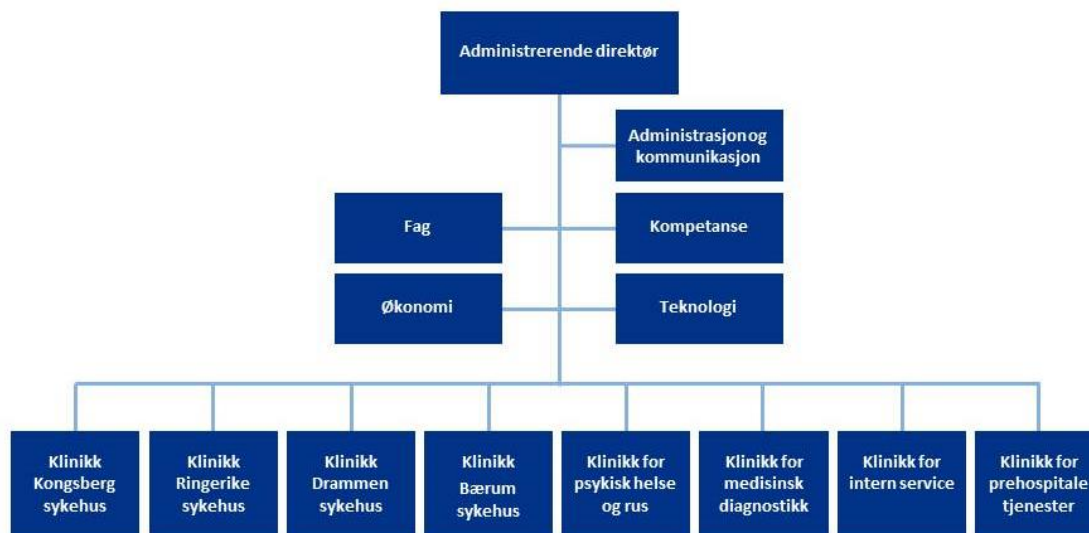 Administrerende direktør
Administrasjon og
kommunikasjon
Fag
Kompetanse
Økonomi
Teknologi
Klinikk
Kongsberg
sykehus
Klinikk
Ringerike
sykehus
Klinikk
Drammen
sykehus
Klinikk
Bærum
sykehus
Klinikk for
psykisk helse
og rus
Klinikk for
medisinsk
diagnostikk
Klinikk for
intern service
Klinikk for
prehospitale
tjenester